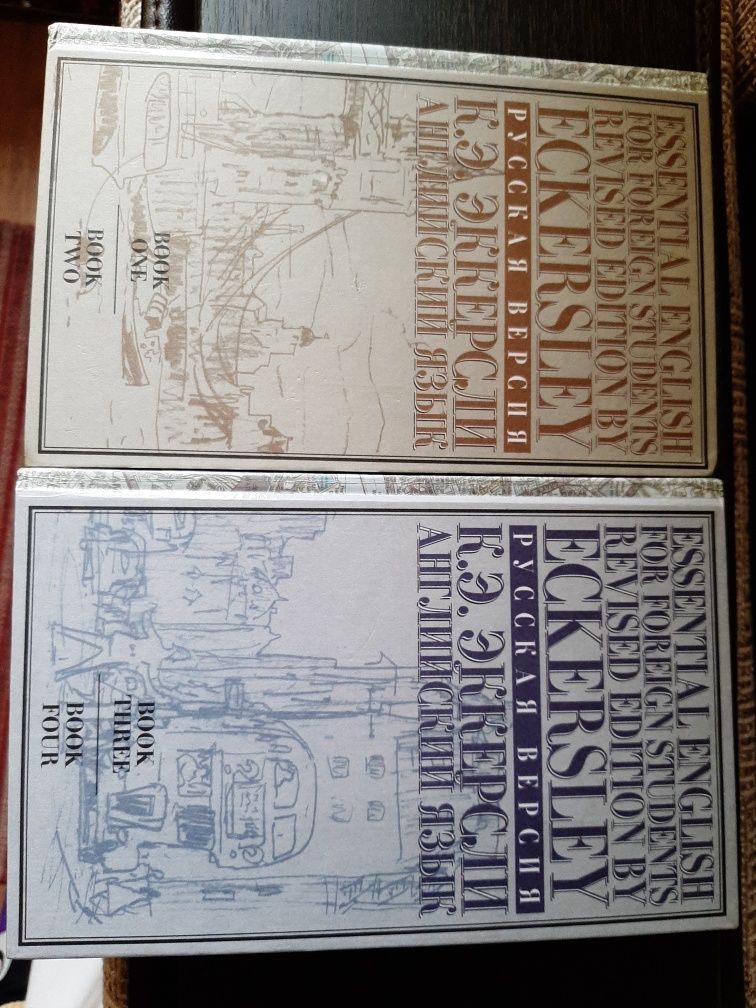 ESSENTIAL ENGLISH
FOR FOREIGN STUDENTS
REVISED EDITION BY
ECKERSLEY
РУССКАЯ ВЕРСИЯ
К.Э. ЭККЕРСЛИ
АНГЛИЙСКИЙ ЯЗЫК
BOOK
ONE
BOOK
TWO
ESSENTIAL ENGLISH
FOR FOREIGN STUDENTS
REVISED EDITION BY
ECKERSLEY
РУССКАЯ ВЕРСИЯ
К.Э. ЭККЕРСЛИ
АНГЛИЙСКИЙ ЯЗЫК
BOOK
THREE
BOOK
FOUR